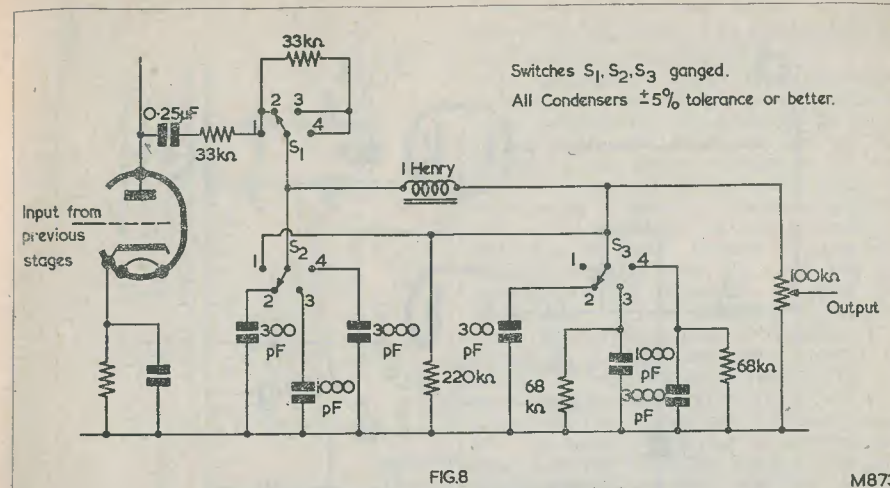 33kΩ
Switches S1, S2, S3 ganged.
All Condensers ±5% tolerance or better.
0·25µF
2
3
1
4
33kΩ
S1
1 Henry
Input from
previous
stages
S2
1
4
2
3
S3
1
4
2
3
100kΩ
Output
300
pF
3000
pF
300
pF
1000
pF
220kΩ
68
kΩ
1000
pF
3000
pF
68kΩ
FIG.8
M873